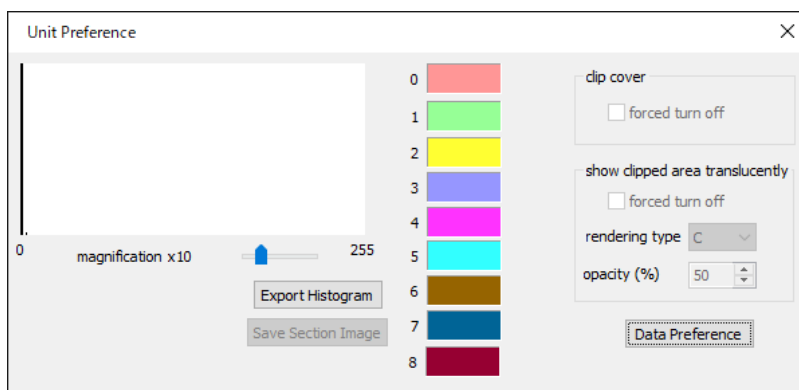 Unit Preference
0 255
magnification x10
Export Histogram
Save Section Image
0
1
2
3
4
5
6
7
8
clip cover
forced turn off
show clipped area translucently
forced turn off
rendering type C
opacity (%) 50
Data Preference